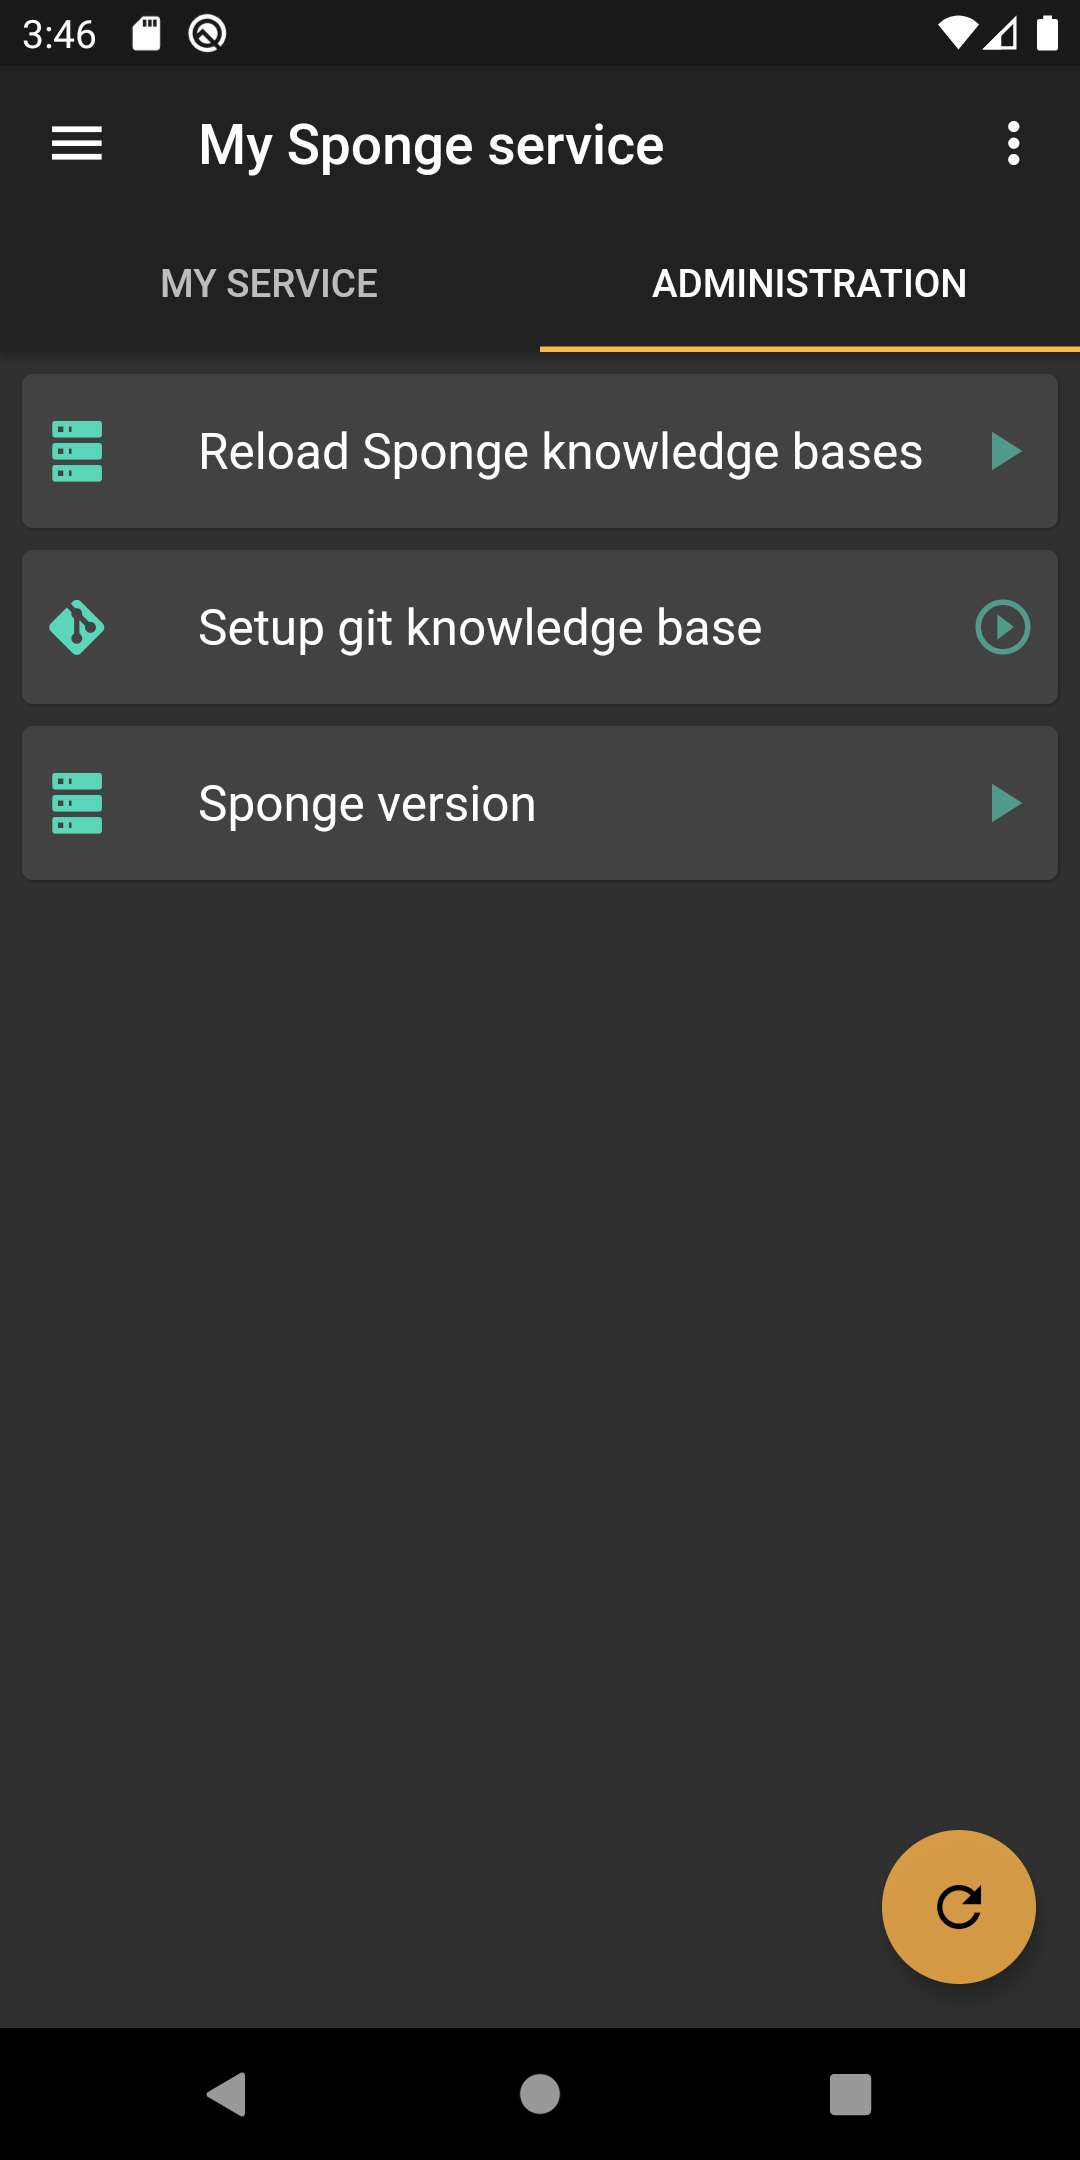 3:46
My Sponge service
MY SERVICE
ADMINISTRATION
Reload Sponge knowledge bases
Setup git knowledge base
Sponge version